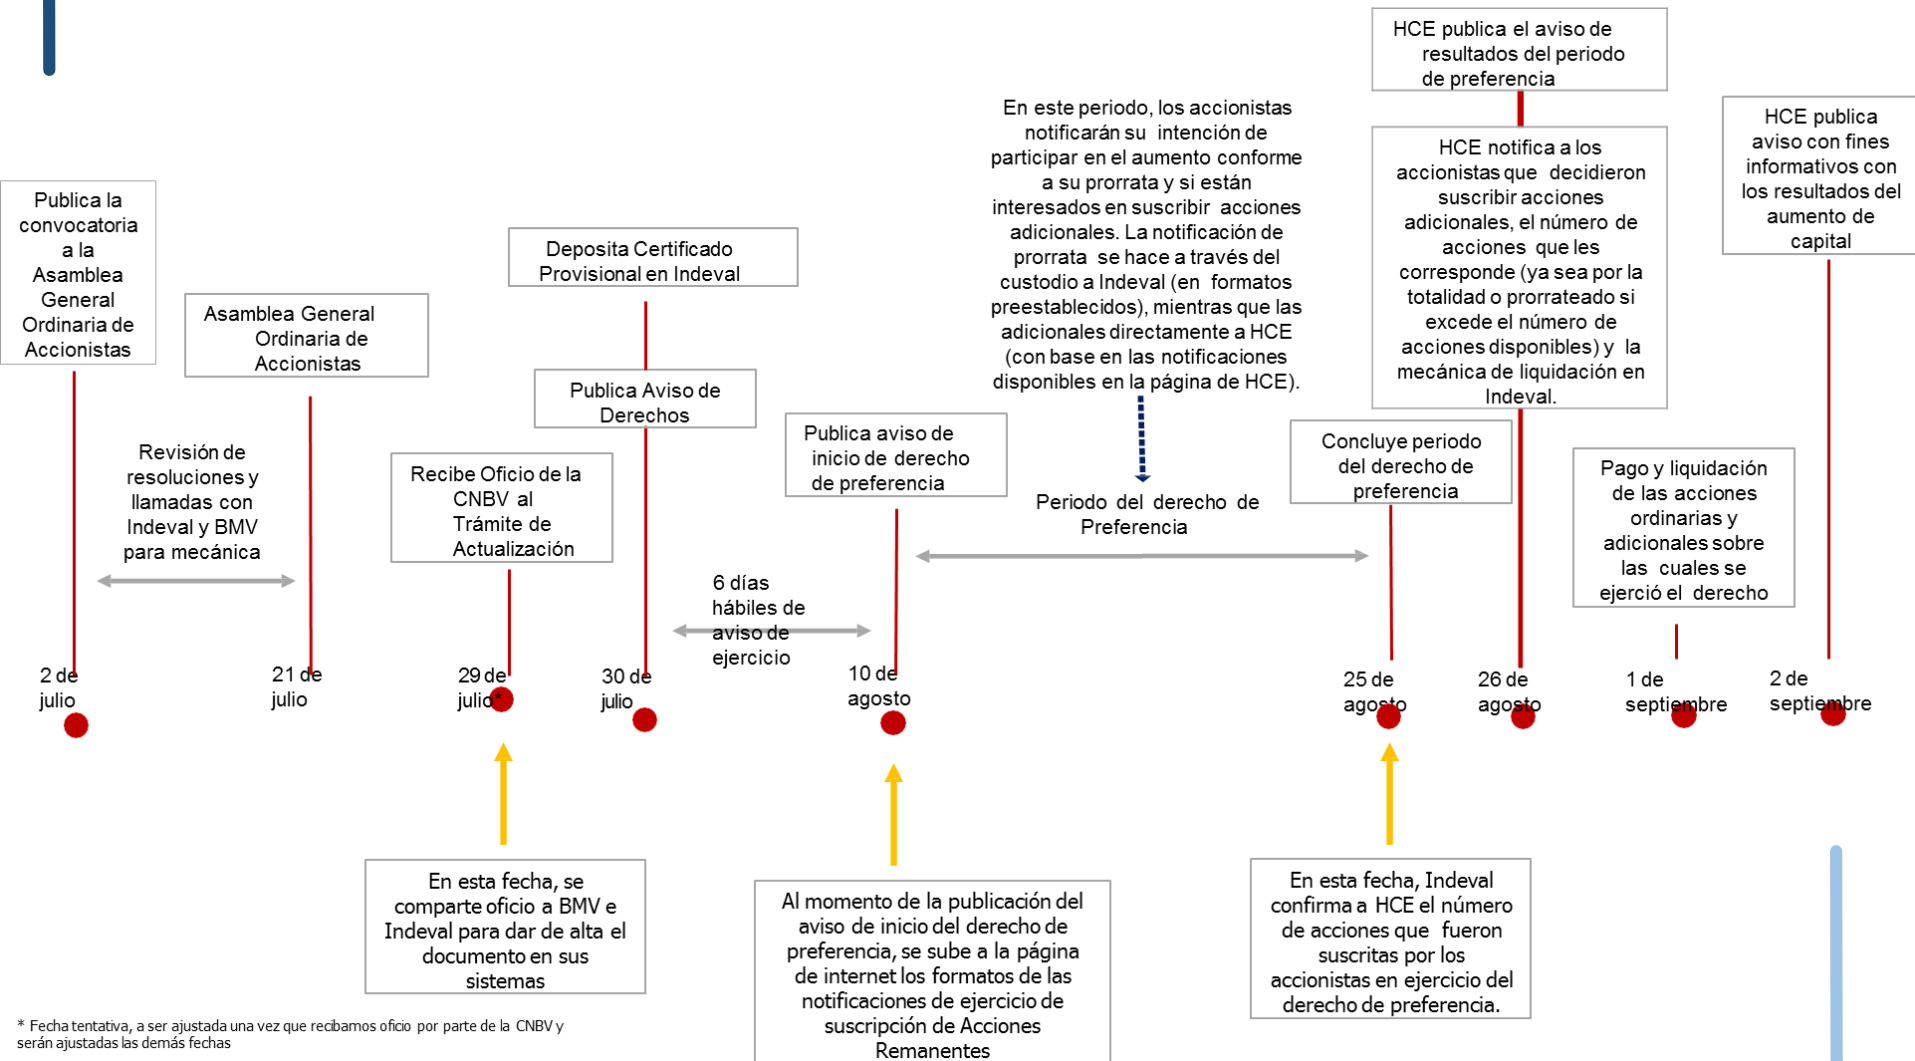 Publica la
convocatoria
a la
Asamblea
General
Ordinaria de
Accionistas
Revisión de
resoluciones y
llamadas con
Indeval y BMV
para mecánica
Asamblea General
Ordinaria de
Accionistas
Recibe Oficio de la
CNBV al
Trámite de
Actualización
Deposita Certificado
Provisional en Indeval
Publica Aviso de
Derechos
6 días
hábiles de
aviso de
ejercicio
Publica aviso de
inicio de derecho
de preferencia
En este periodo, los accionistas
notificarán su intención de
participar en el aumento conforme
a su prorrata y si están
interesados en suscribir acciones
adicionales. La notificación de
prorrata se hace a través del
custodio a Indeval (en formatos
preestablecidos), mientras que las
adicionales directamente a HCE
(con base en las notificaciones
disponibles en la página de HCE).
Periodo del derecho de
Preferencia
Concluye periodo
del derecho de
preferencia
HCE publica el aviso de
resultados del periodo
de preferencia
HCE notifica a los
accionistas que decidieron
suscribir acciones
adicionales, el número de
acciones que les
corresponde (ya sea por la
totalidad o prorrateado si
excede el número de
acciones disponibles) y la
mecánica de liquidación en
Indeval.
Pago y liquidación
de las acciones
ordinarias y
adicionales sobre
las cuales se
ejerció el derecho
HCE publica
aviso con fines
informativos con
los resultados del
aumento de
capital
2 de
julio
21 de
julio
29 de
julio*
30 de
julio
10 de
agosto
25 de
agosto
26 de
agosto
1 de
septiembre
2 de
septiembre
En esta fecha, se
comparte oficio a BMV e
Indeval para dar de alta el
documento en sus
sistemas
Al momento de la publicación del
aviso de inicio del derecho de
preferencia, se sube a la página
de internet los formatos de las
notificaciones de ejercicio de
suscripción de Acciones
Remanentes
En esta fecha, Indeval
confirma a HCE el número
de acciones que fueron
suscritas por los
accionistas en ejercicio del
derecho de preferencia.
* Fecha tentativa, a ser ajustada una vez que recibamos oficio por parte de la CNBV y
serán ajustadas las demás fechas